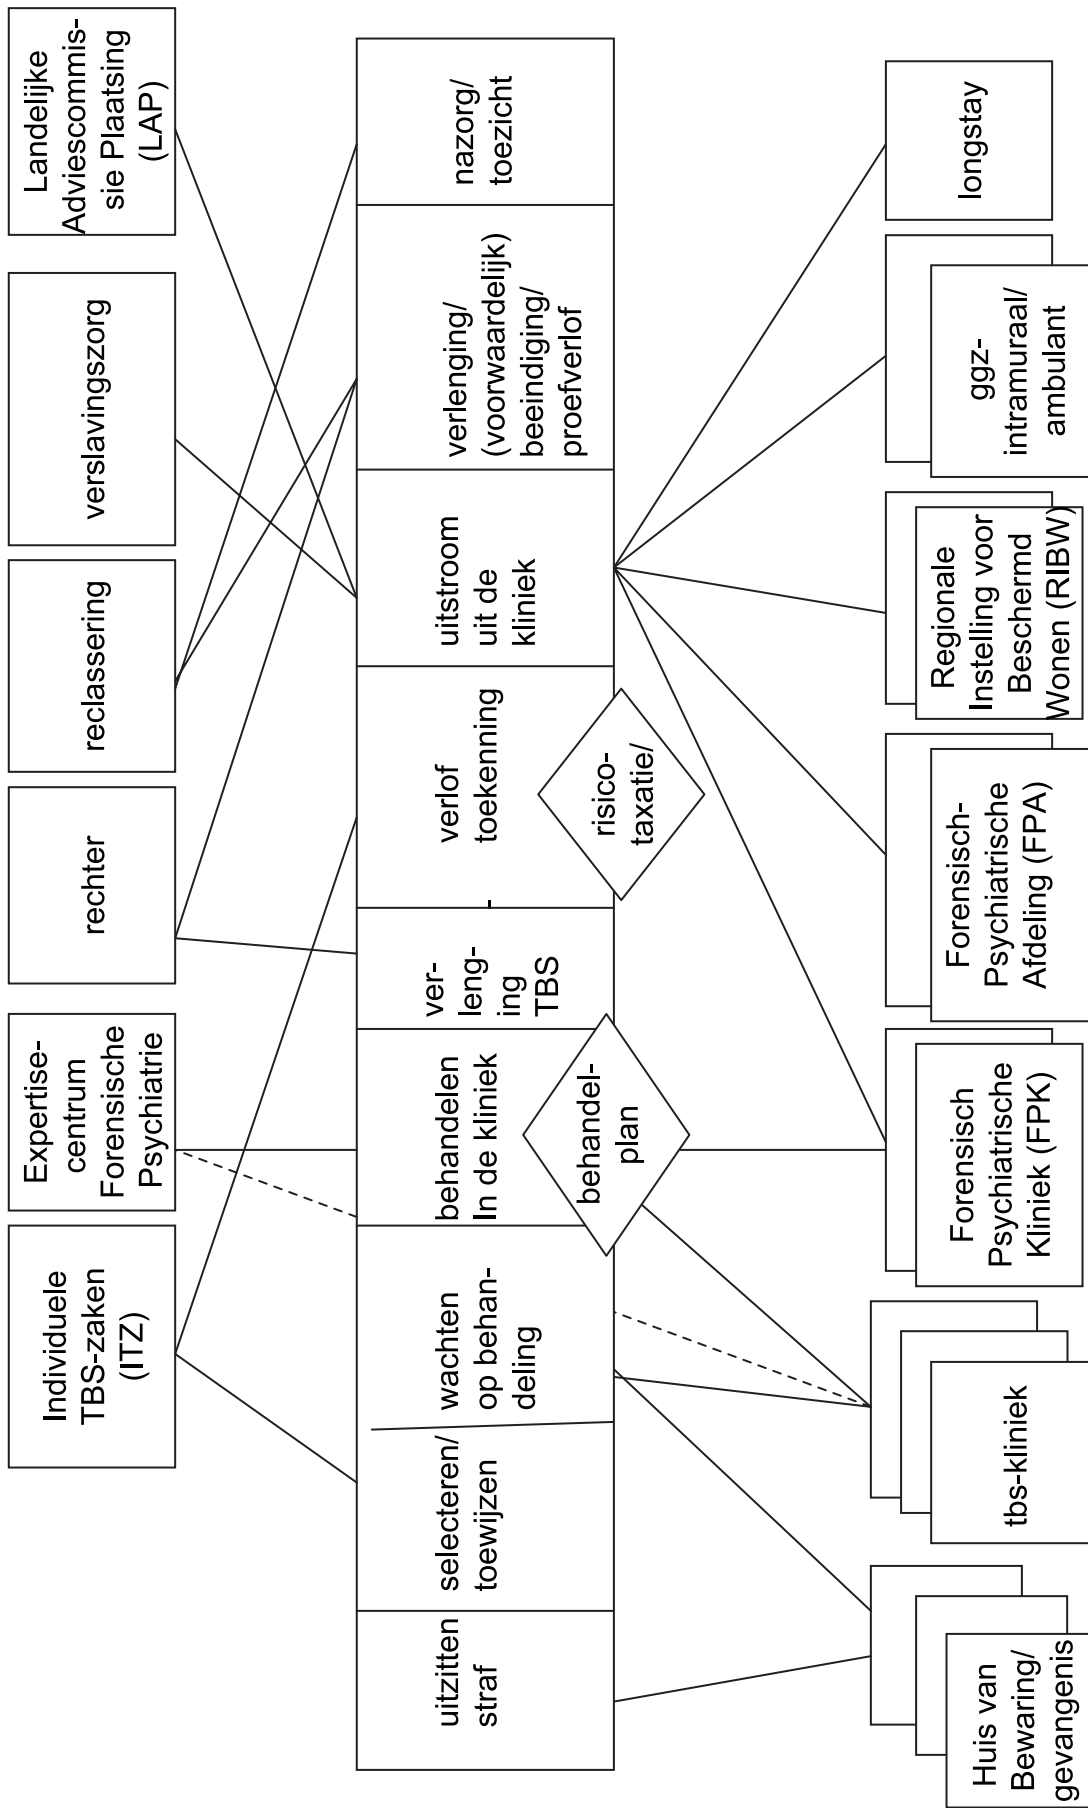 Individuele
TBS-zaken
(ITZ)
Expertise-
centrum
Forensische
Psychiatrie
rechter
reclassering
verslavingszorg
Landelijke
Adviescommis-
sie Plaatsing
(LAP)
uitzitten
straf
selecteren/
toewijzen
wachten
op behan-
deling
behandelen
In de kliniek
behandel-
plan
ver-
leng-
ing
TBS
-
verlof
toekenning
risico-
taxatie/
uitstroom
uit de
kliniek
verlenging/
(voorwaardelijk)
beeindiging/
proefverlof
nazorg/
toezicht
Huis van
Bewaring/
gevangenis
tbs-kliniek
Forensisch
Psychiatrische
Kliniek (FPK)
Forensisch-
Psychiatrische
Afdeling (FPA)
Regionale
Instelling voor
Beschermd
Wonen (RIBW)
ggz-
intramuraal/
ambulant
longstay